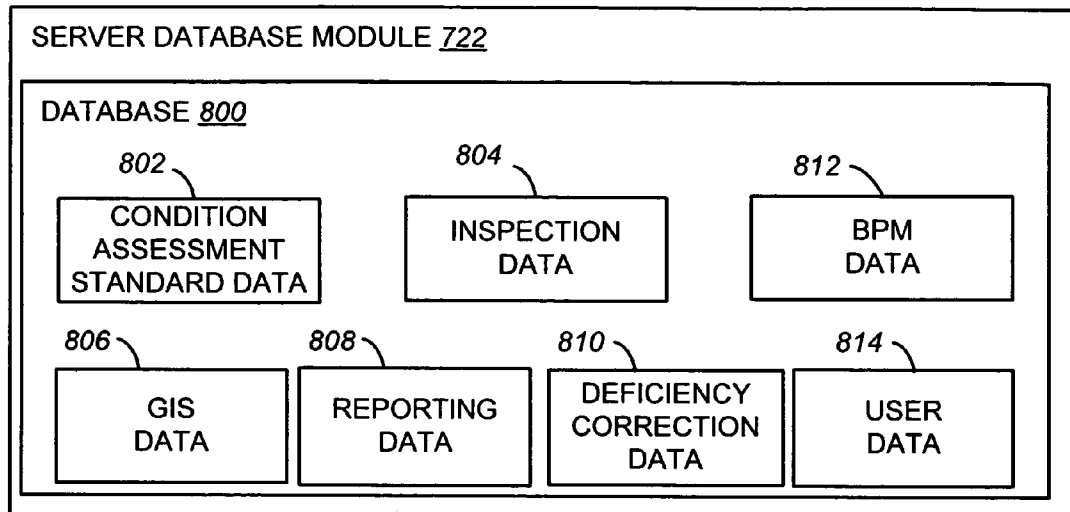 SERVER DATABASE MODULE 722
DATABASE 800
802
804
812
CONDITION
ASSESSMENT
STANDARD DATA
INSPECTION
DATA
BPM
DATA
806
808
810
814
GIS
DATA
REPORTING
DATA
DEFICIENCY
CORRECTION
DATA
USER
DATA